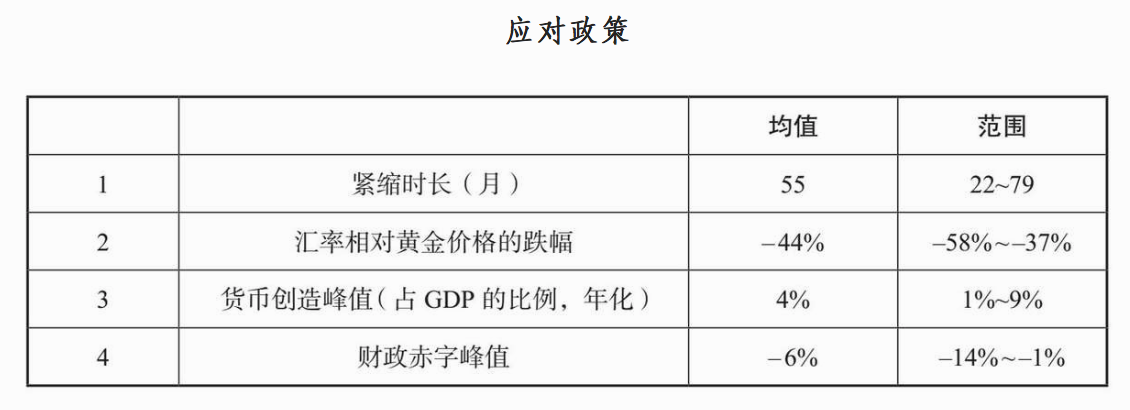 应对政策
均值 范围
1 紧缩时长（月） 55 22~79
2 汇率相对黄金价格的跌幅 –44% –58%~–37%
3 货币创造峰值（占 GDP 的比例，年化） 4% 1%~9%
4 财政赤字峰值 –6% –14%~–1%